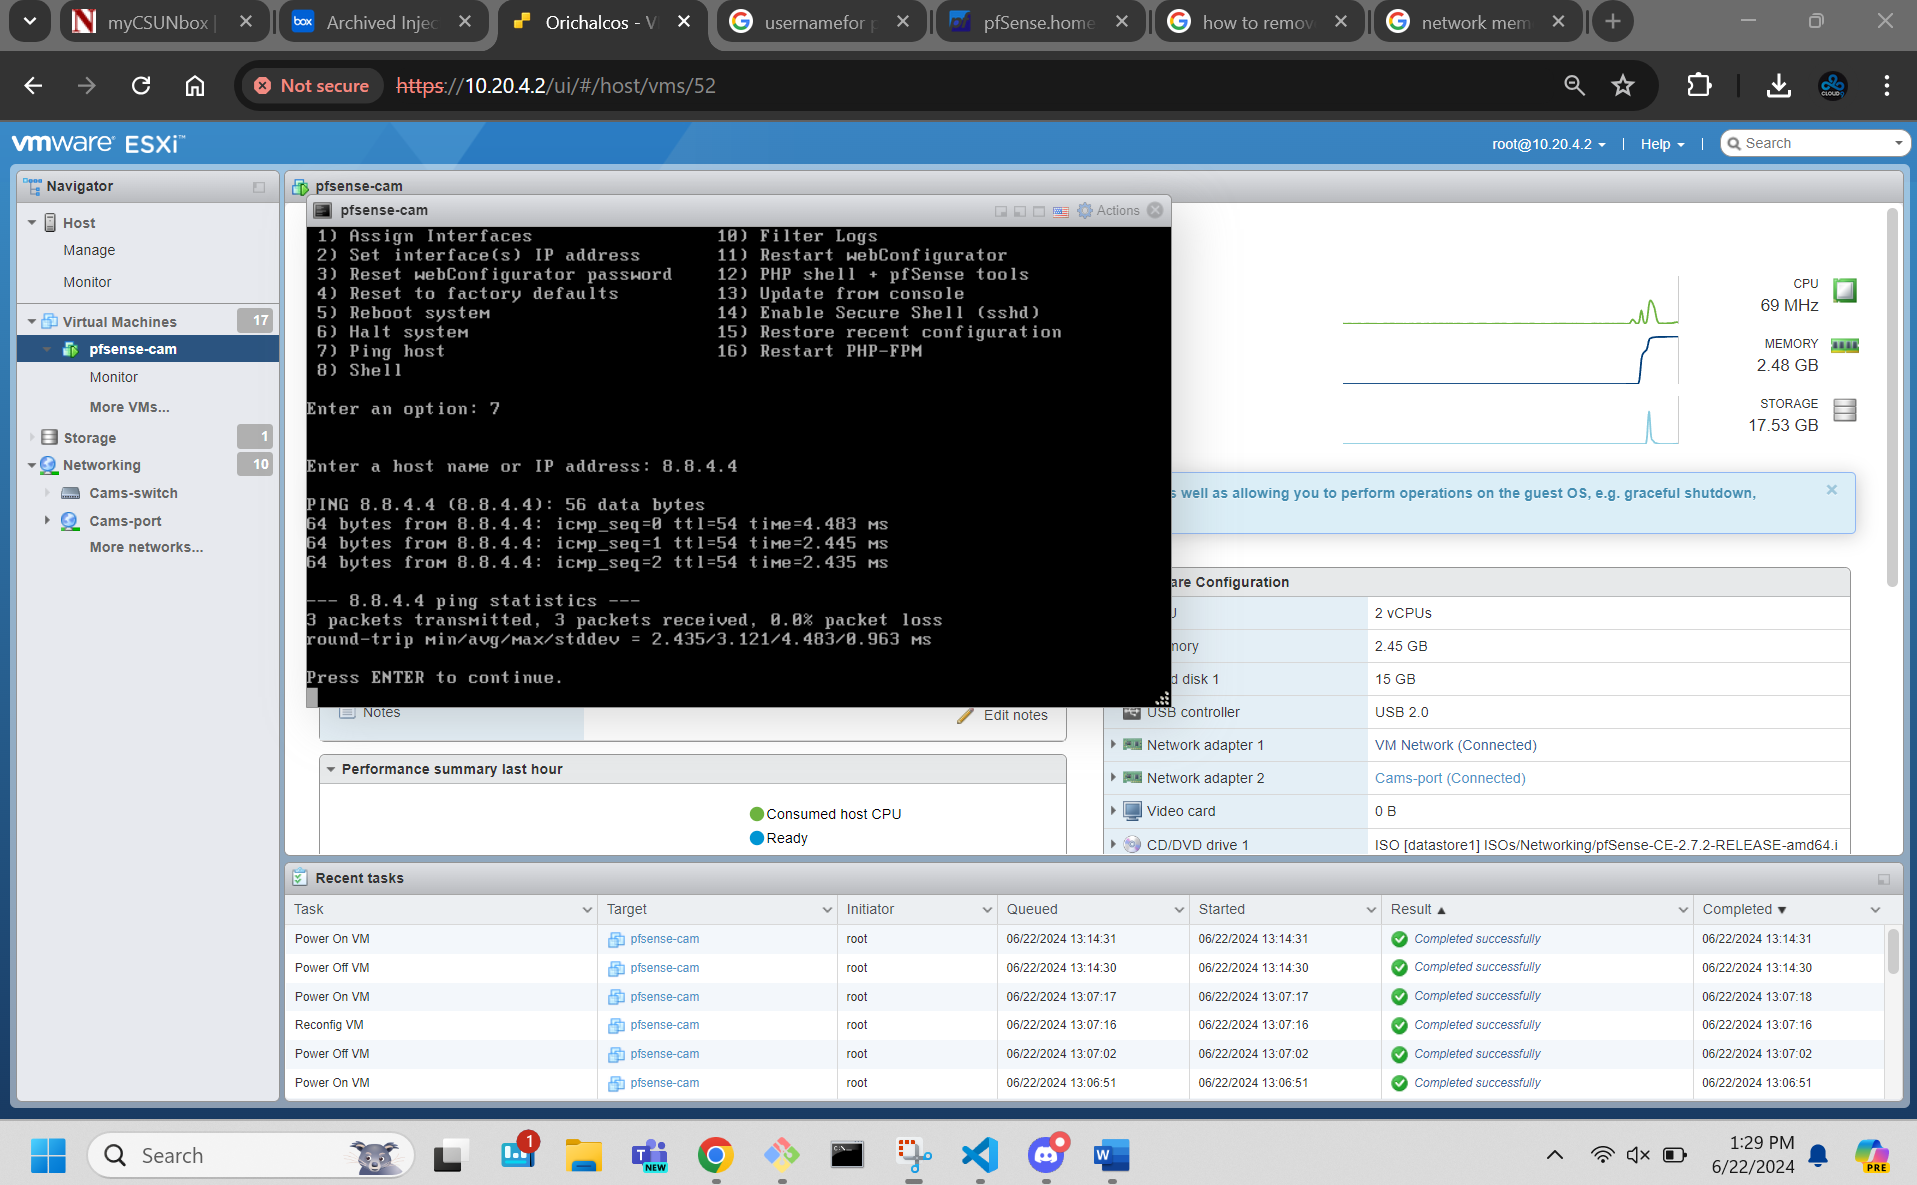 myCSUNbox |
Archived Injec
Orichalcos - V
usernamefor p
pfSense.home
how to remov
network mem
Not secure
https://10.20.4.2/ui/#/host/vms/52
vmware ESXi™
root@10.20.4.2
Help
Search
Navigator
Host
Manage
Monitor
Virtual Machines 17
pfsense-cam
Monitor
More VMs...
Storage 1
Networking 10
Cams-switch
Cams-port
More networks...
pfsense-cam
pfsense-cam
Actions
1) Assign Interfaces 10) Filter Logs
2) Set interface(s) IP address 11) Restart webConfigurator
3) Reset webConfigurator password 12) PHP shell + pfSense tools
4) Reset to factory defaults 13) Update from console
5) Reboot system 14) Enable Secure Shell (sshd)
6) Halt system 15) Restore recent configuration
7) Ping host 16) Restart PHP-FPM
8) Shell
Enter an option: 7
Enter a host name or IP address: 8.8.4.4
PING 8.8.4.4 (8.8.4.4): 56 data bytes
64 bytes from 8.8.4.4: icmp_seq=0 ttl=54 time=4.483 ms
64 bytes from 8.8.4.4: icmp_seq=1 ttl=54 time=2.445 ms
64 bytes from 8.8.4.4: icmp_seq=2 ttl=54 time=2.435 ms
--- 8.8.4.4 ping statistics ---
3 packets transmitted, 3 packets received, 0.0% packet loss
round-trip min/avg/max/stddev = 2.435/3.121/4.483/0.963 ms
Press ENTER to continue.
CPU
69 MHz
MEMORY
2.48 GB
STORAGE
17.53 GB
s well as allowing you to perform operations on the guest OS, e.g. graceful shutdown,
are Configuration
U 2 vCPUs
mory 2.45 GB
d disk 1 15 GB
USB controller USB 2.0
Network adapter 1 VM Network (Connected)
Network adapter 2 Cams-port (Connected)
Video card 0 B
CD/DVD drive 1 ISO [datastore1] ISOs/Networking/pfSense-CE-2.7.2-RELEASE-amd64.i
Notes
Edit notes
Performance summary last hour
Consumed host CPU
Ready
Recent tasks
Task Target Initiator Queued Started Result ▲ Completed ▼
Power On VM pfsense-cam root 06/22/2024 13:14:31 06/22/2024 13:14:31 Completed successfully 06/22/2024 13:14:31
Power Off VM pfsense-cam root 06/22/2024 13:14:30 06/22/2024 13:14:30 Completed successfully 06/22/2024 13:14:30
Power On VM pfsense-cam root 06/22/2024 13:07:17 06/22/2024 13:07:17 Completed successfully 06/22/2024 13:07:18
Reconfig VM pfsense-cam root 06/22/2024 13:07:16 06/22/2024 13:07:16 Completed successfully 06/22/2024 13:07:16
Power Off VM pfsense-cam root 06/22/2024 13:07:02 06/22/2024 13:07:02 Completed successfully 06/22/2024 13:07:02
Power On VM pfsense-cam root 06/22/2024 13:06:51 06/22/2024 13:06:51 Completed successfully 06/22/2024 13:06:51
Search
1
NEW
1:29 PM
6/22/2024
PRE